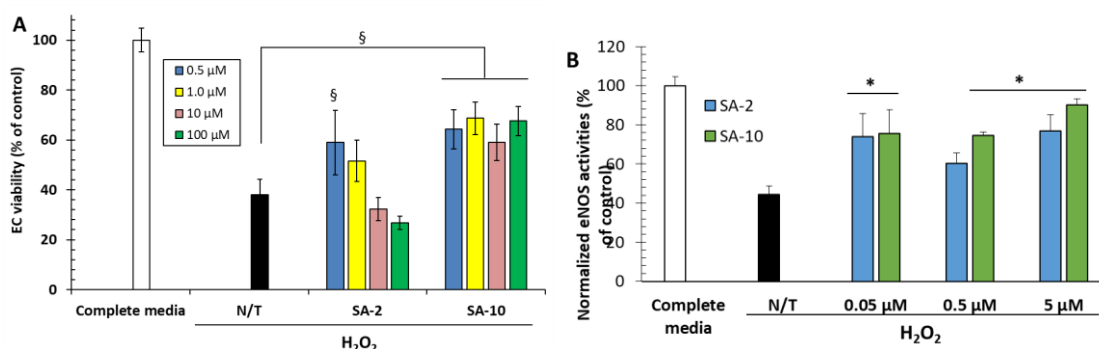 A
EC viability (% of control)
100
80
60
40
20
0
0.5 µM
1.0 µM
10 µM
100 µM
§
§
Complete media
N/T
SA-2
SA-10
H₂O₂
B
Normalized eNOS activities (%
of control)
120
100
80
60
40
20
0
SA-2
SA-10
*
*
Complete
media
N/T
0.05 µM
0.5 µM
5 µM
H₂O₂